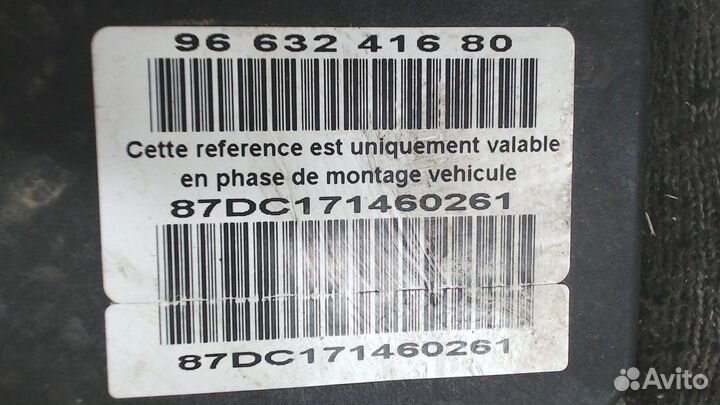 96 632 416 80
Cette reference est uniquement valable
en phase de montage vehicule
87DC171460261
87DC171460261
Avito